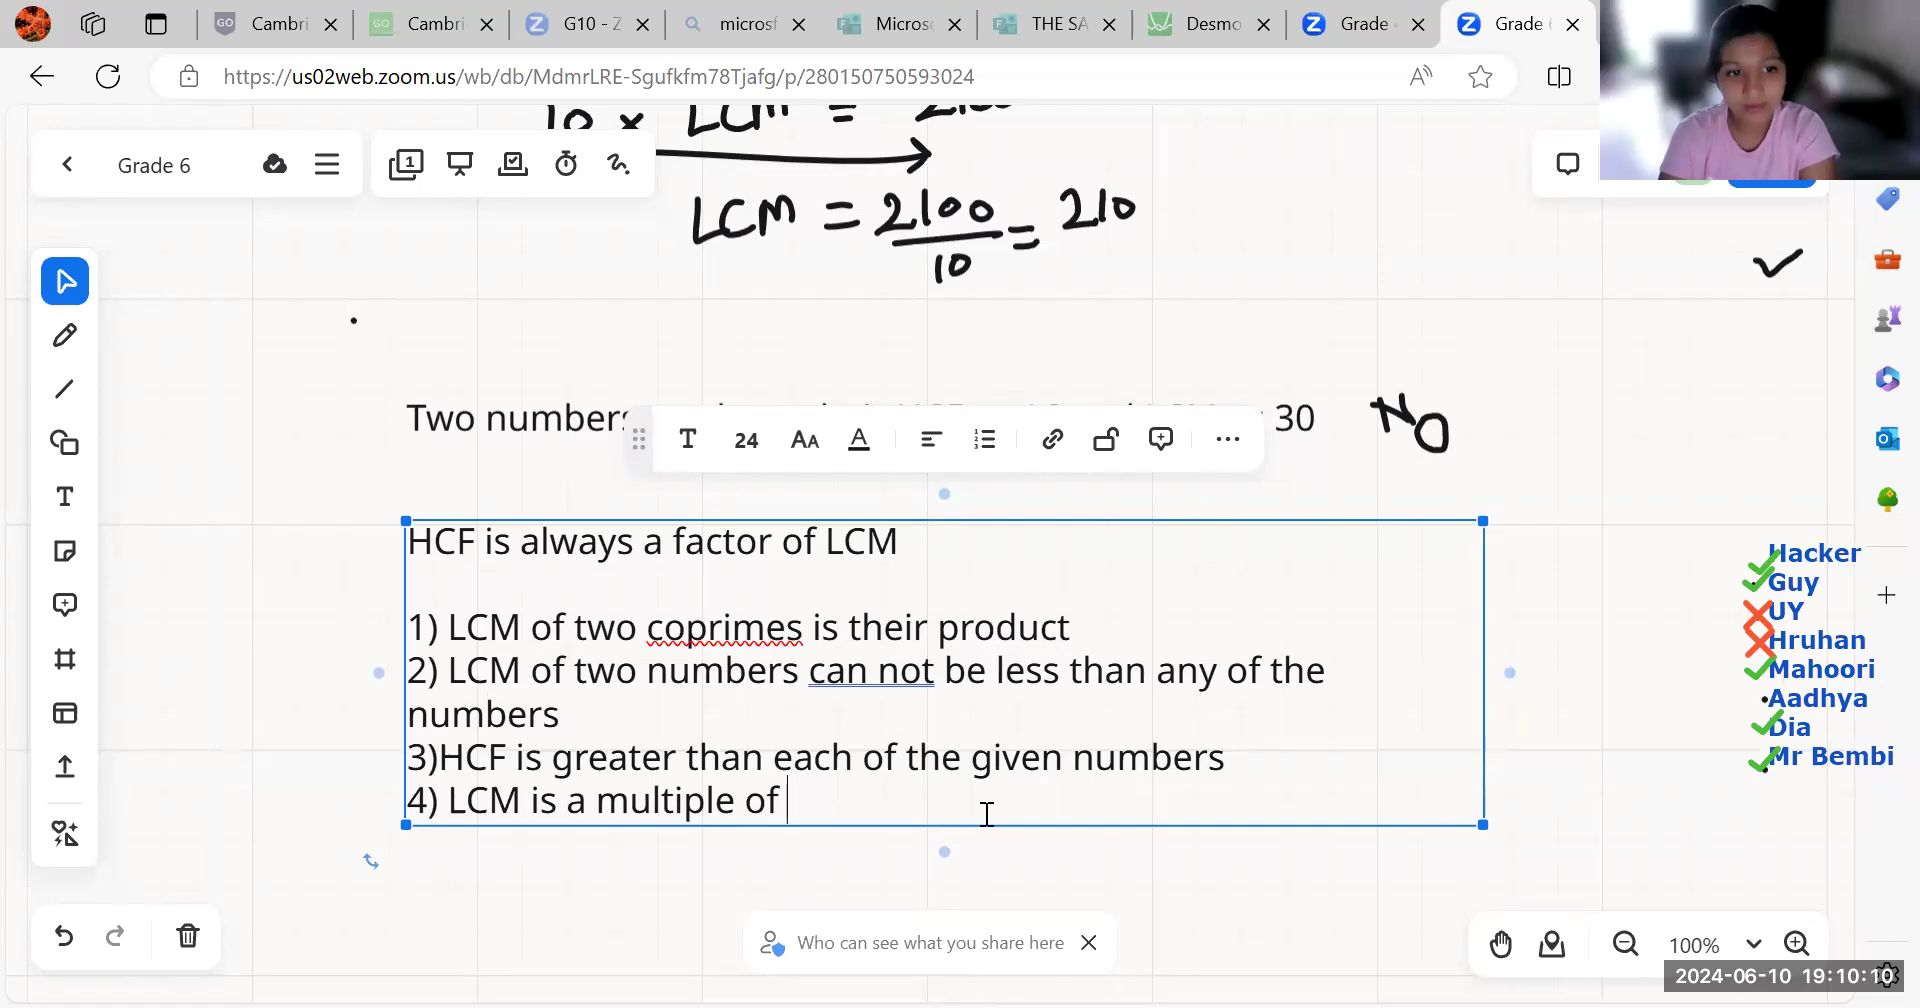 Cambri
Cambri
G10 - Z
microsf
Micros
THE SA
Desmo
Grade
Grade
https://us02web.zoom.us/wb/db/MdmrLRE-Sgufkfm78Tjafg/p/280150750593024
10 × LCM =
Grade 6
LCM = 2100 = 210
10
Two numbers 30 NO
24
HCF is always a factor of LCM
1) LCM of two coprimes is their product
2) LCM of two numbers can not be less than any of the
numbers
3)HCF is greater than each of the given numbers
4) LCM is a multiple of
Hacker
Guy
UY
Hruhan
Mahoori
Aadhya
Dia
Mr Bembi
Who can see what you share here
100%
2024-06-10 19:10:10